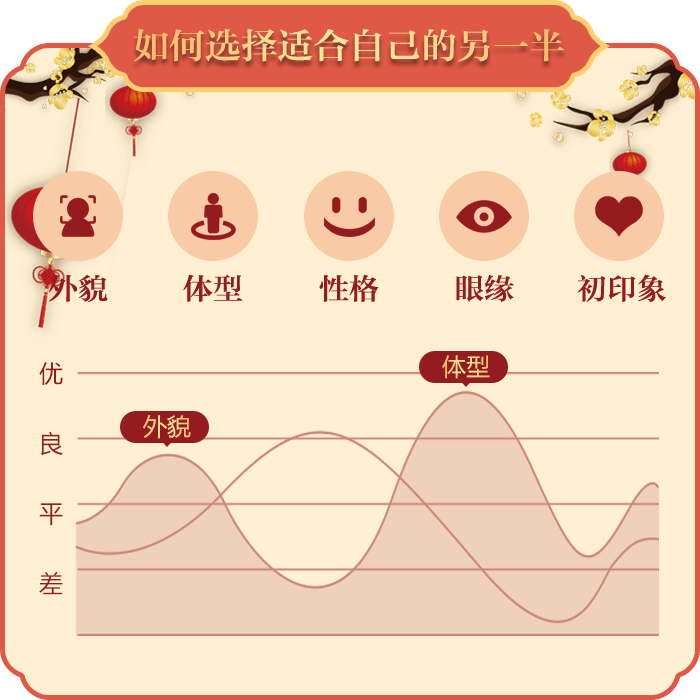 如何选择适合自己的另一半
外貌 体型 性格 眼缘 初印象
优
体型
外貌
良
平
差